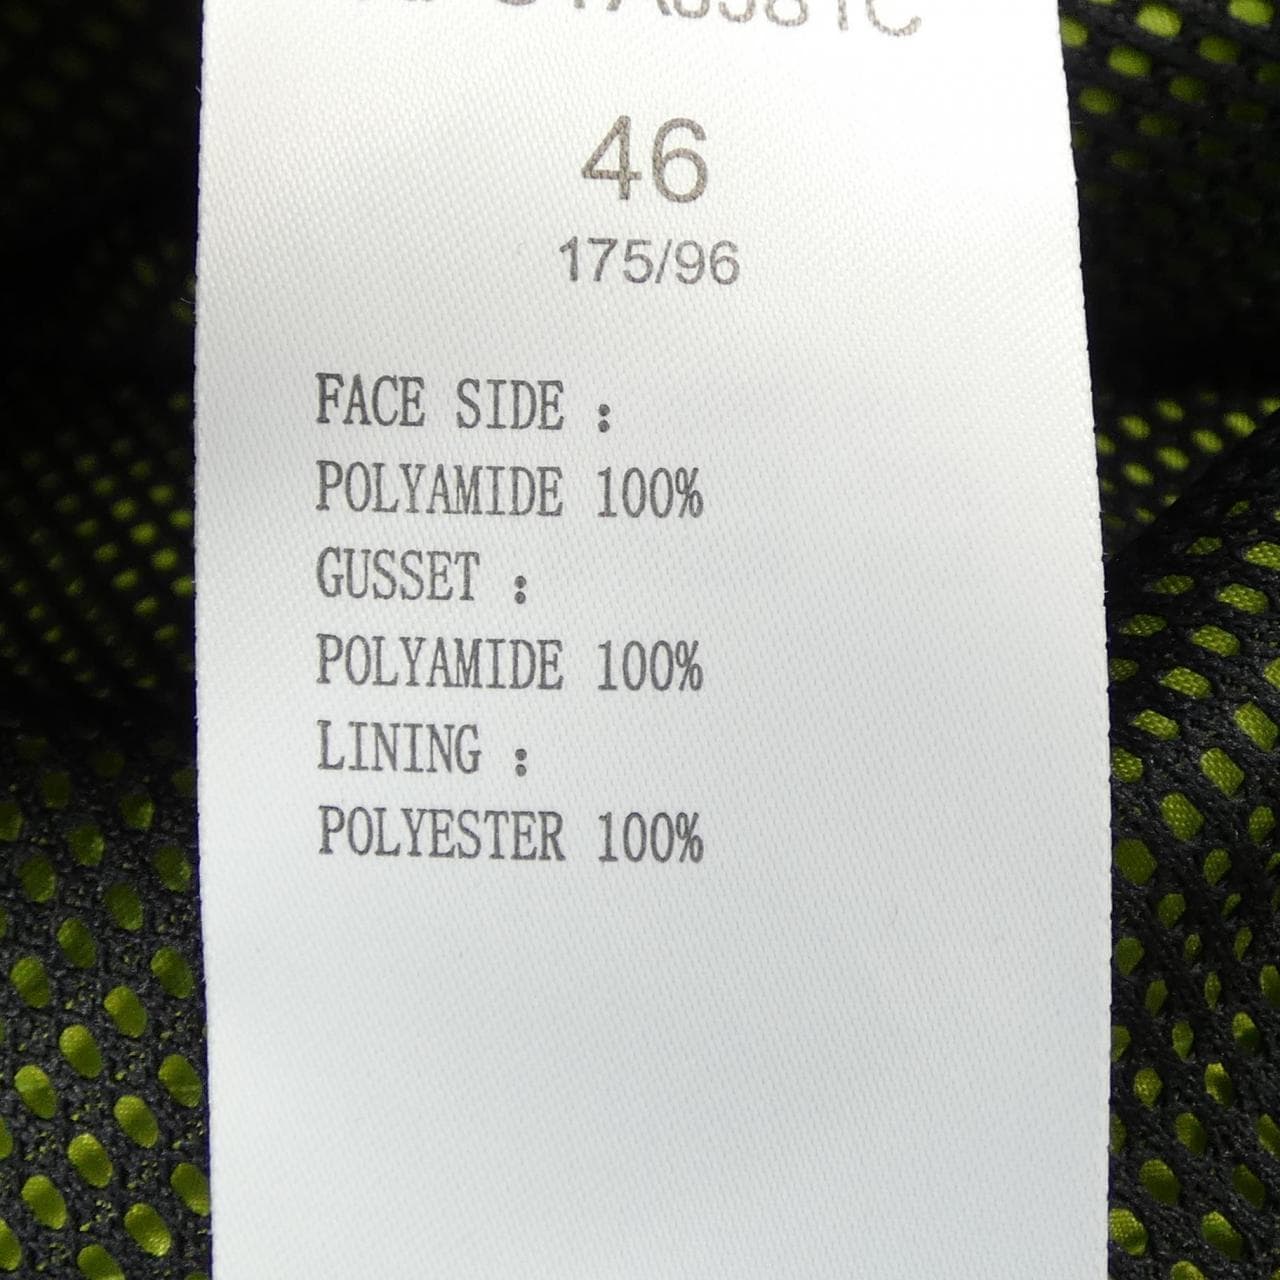 46
175/96
FACE SIDE :
POLYAMIDE 100%
GUSSET :
POLYAMIDE 100%
LINING :
POLYESTER 100%